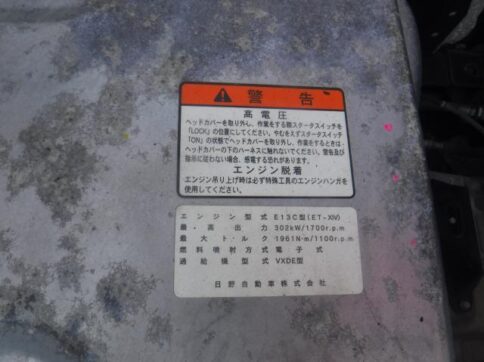 警告
高電圧
ヘッドカバーを取り外し、作業をする際スタータスイッチを
「LOCK」の位置にしてください。やむをえずスタータスイッチ
「ON」の状態でヘッドカバーを取り外し、作業をするときは、
ヘッドカバーの下のハーネスに触れないでください。警告及び
指示に従わない場合、感電する恐れがあります。
エンジン脱着
エンジン吊り上げ時は必ず特殊工具のエンジンハンガを
使用してください。
エンジン型式 E13C型(ET-XIV)
最高出力 302kW/1700r.p.m
最大トルク 1961N·m/1100r.p.m
燃料噴射方式 電子式
過給機型式 VXDE型
日野自動車株式会社